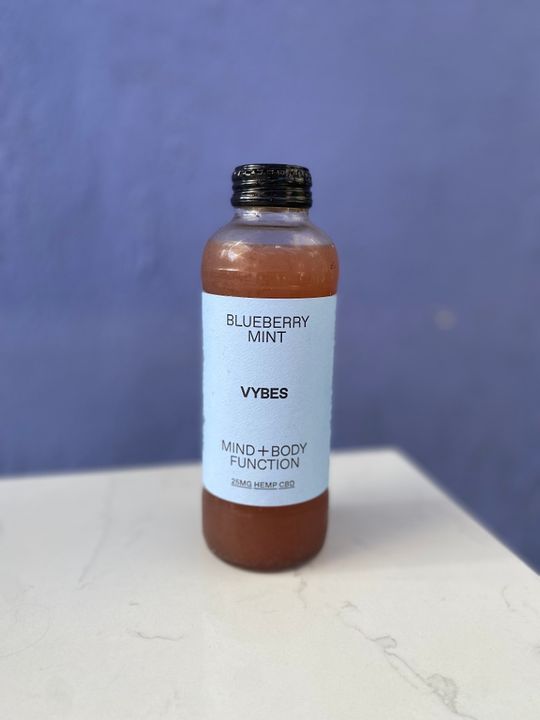 BLUEBERRY
MINT
VYBES
MIND+BODY
FUNCTION
25MG HEMP CBD